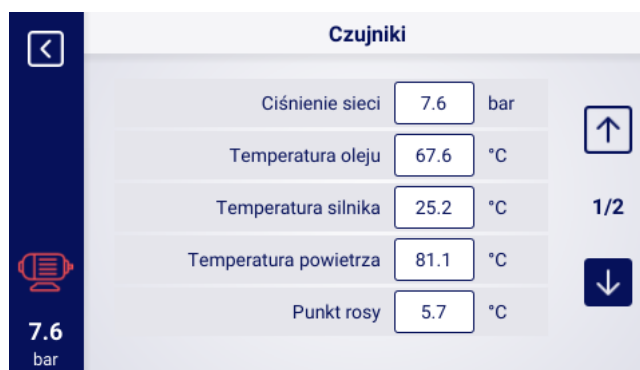 Czujniki
Ciśnienie sieci 7.6 bar
Temperatura oleju 67.6 °C
Temperatura silnika 25.2 °C
1/2
Temperatura powietrza 81.1 °C
Punkt rosy 5.7 °C
7.6
bar